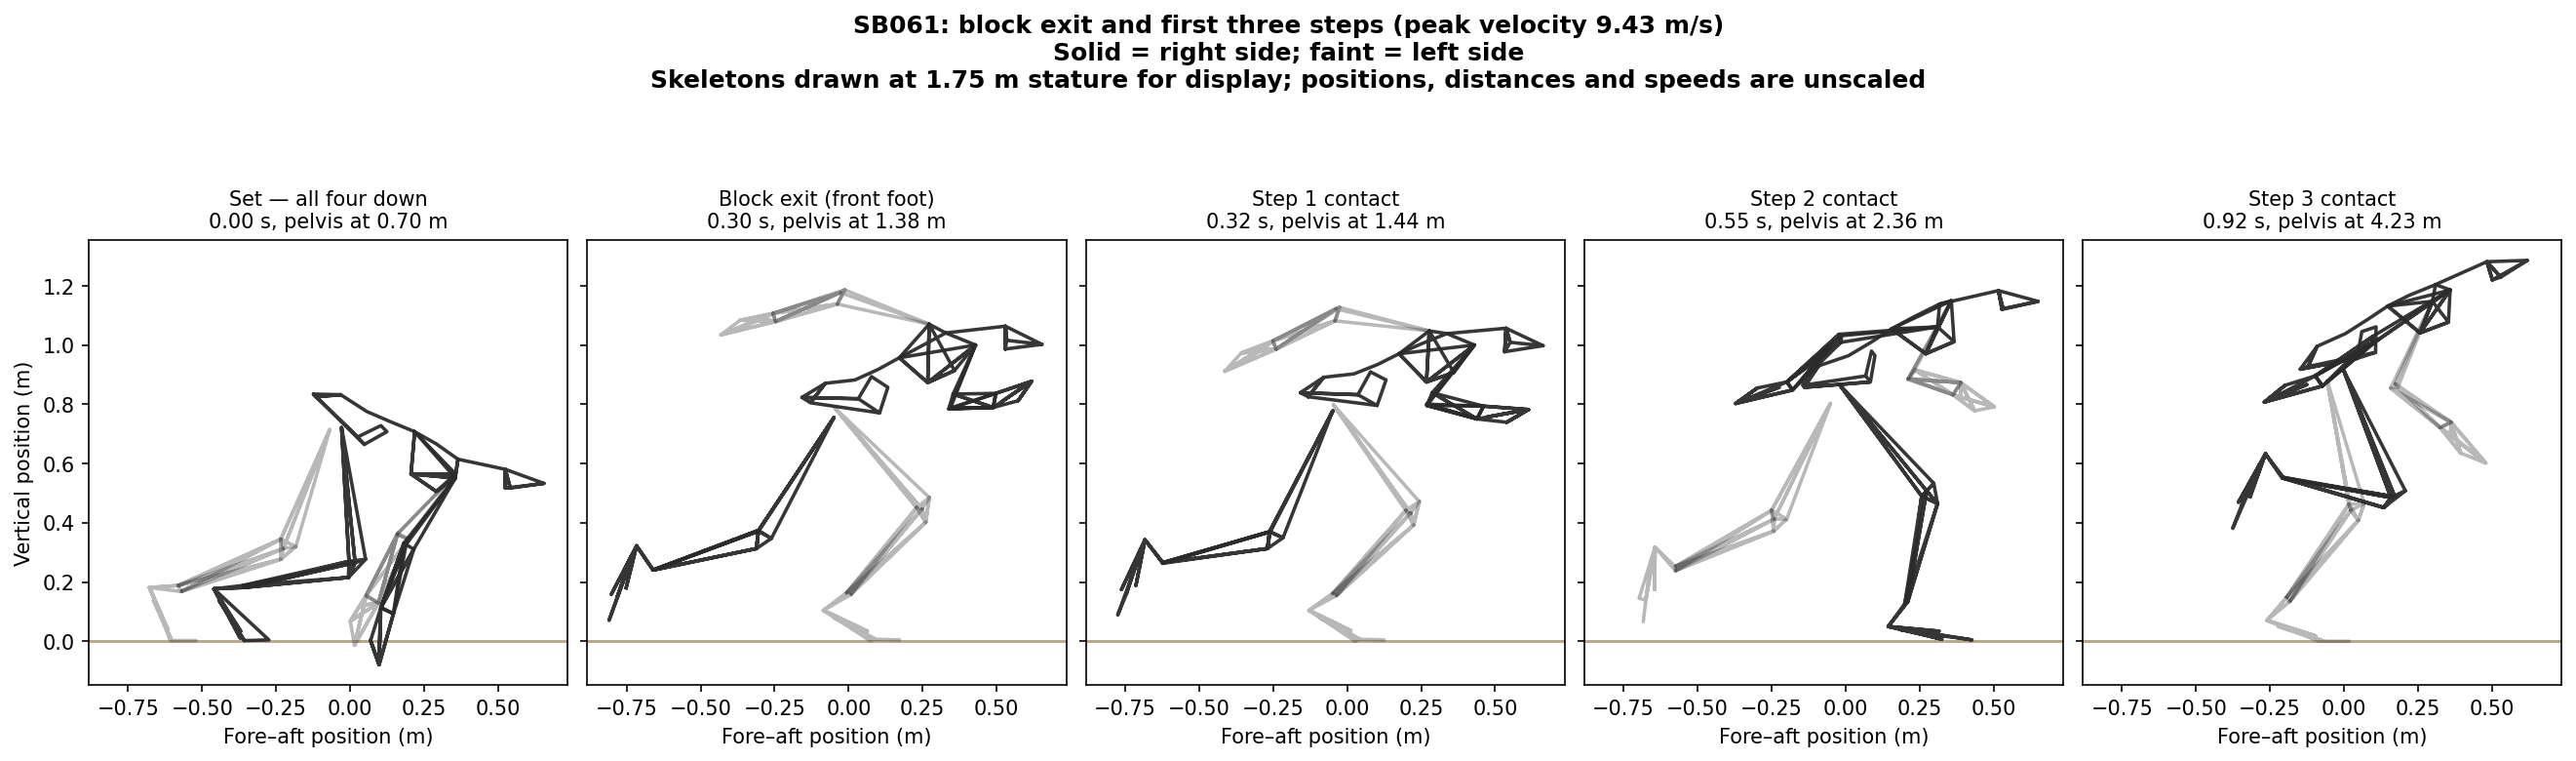 SB061: block exit and first three steps (peak velocity 9.43 m/s)
Solid = right side; faint = left side
Skeletons drawn at 1.75 m stature for display; positions, distances and speeds are unscaled
Set — all four down
0.00 s, pelvis at 0.70 m
Block exit (front foot)
0.30 s, pelvis at 1.38 m
Step 1 contact
0.32 s, pelvis at 1.44 m
Step 2 contact
0.55 s, pelvis at 2.36 m
Step 3 contact
0.92 s, pelvis at 4.23 m
Vertical position (m)
1.2
1.0
0.8
0.6
0.4
0.2
0.0
−0.75 −0.50 −0.25 0.00 0.25 0.50
−0.75 −0.50 −0.25 0.00 0.25 0.50
−0.75 −0.50 −0.25 0.00 0.25 0.50
−0.75 −0.50 −0.25 0.00 0.25 0.50
−0.75 −0.50 −0.25 0.00 0.25 0.50
Fore–aft position (m)
Fore–aft position (m)
Fore–aft position (m)
Fore–aft position (m)
Fore–aft position (m)